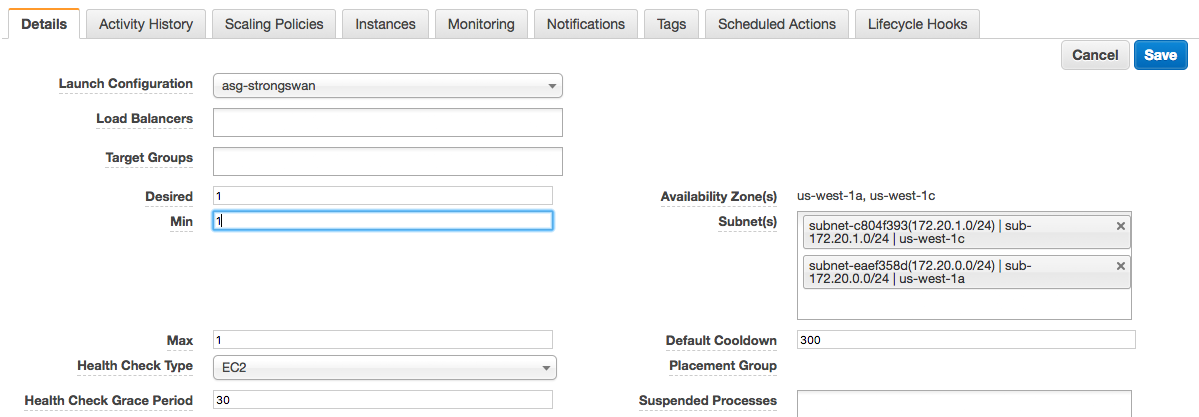 Details Activity History Scaling Policies Instances Monitoring Notifications Tags Scheduled Actions Lifecycle Hooks
Cancel Save
Launch Configuration asg-strongswan
Load Balancers
Target Groups
Desired 1 Availability Zone(s) us-west-1a, us-west-1c
Min 1 Subnet(s)
subnet-c804f393(172.20.1.0/24) | sub-
172.20.1.0/24 | us-west-1c
subnet-eaef358d(172.20.0.0/24) | sub-
172.20.0.0/24 | us-west-1a
Max 1 Default Cooldown 300
Health Check Type EC2 Placement Group
Health Check Grace Period 30 Suspended Processes